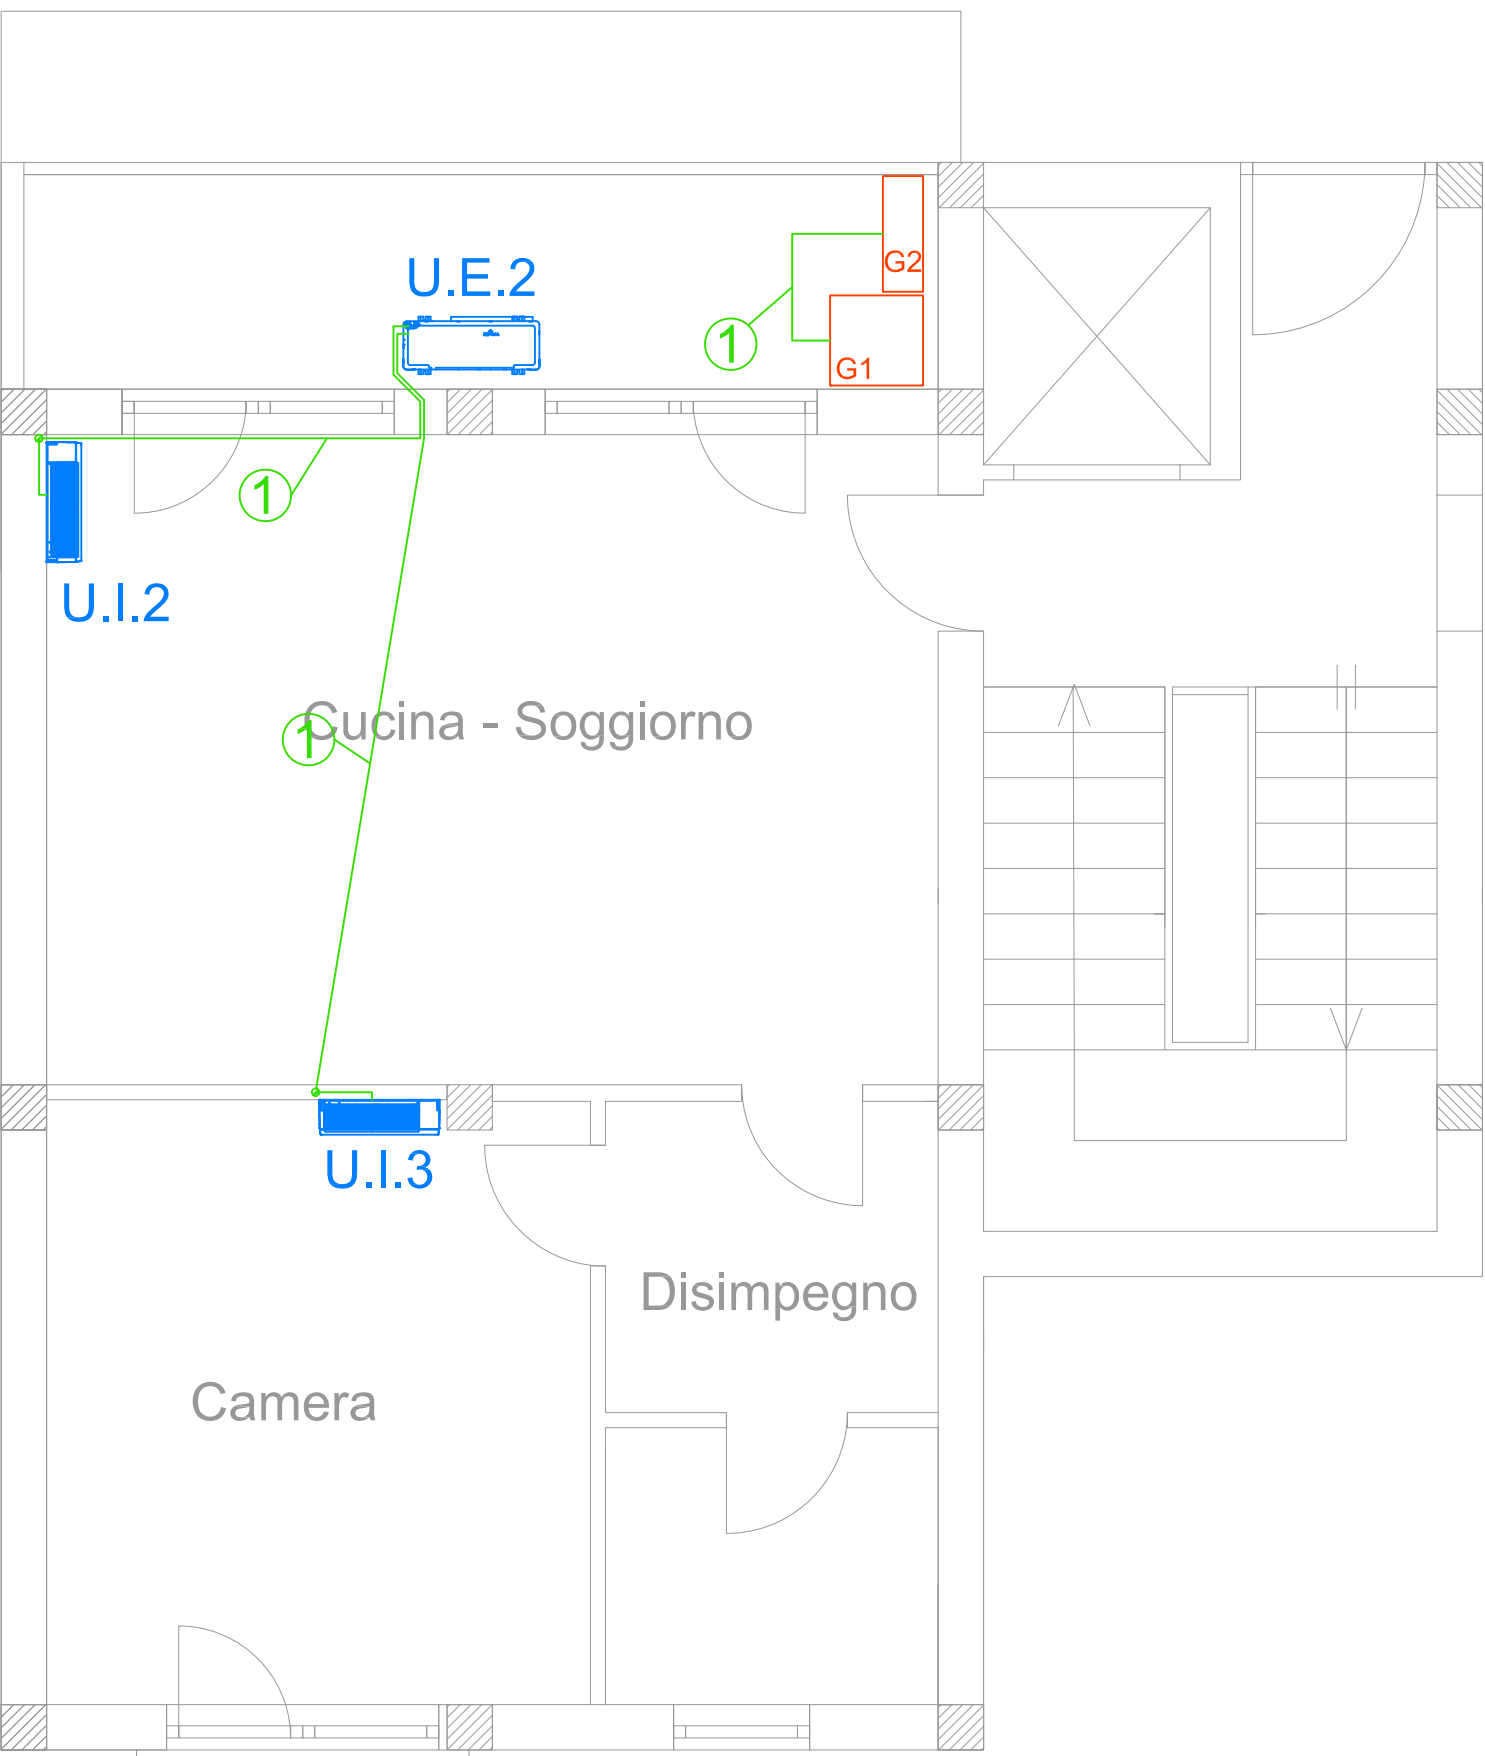 G2
U.E.2
1
G1
1
U.I.2
Cucina - Soggiorno
1
U.I.3
Disimpegno
Camera